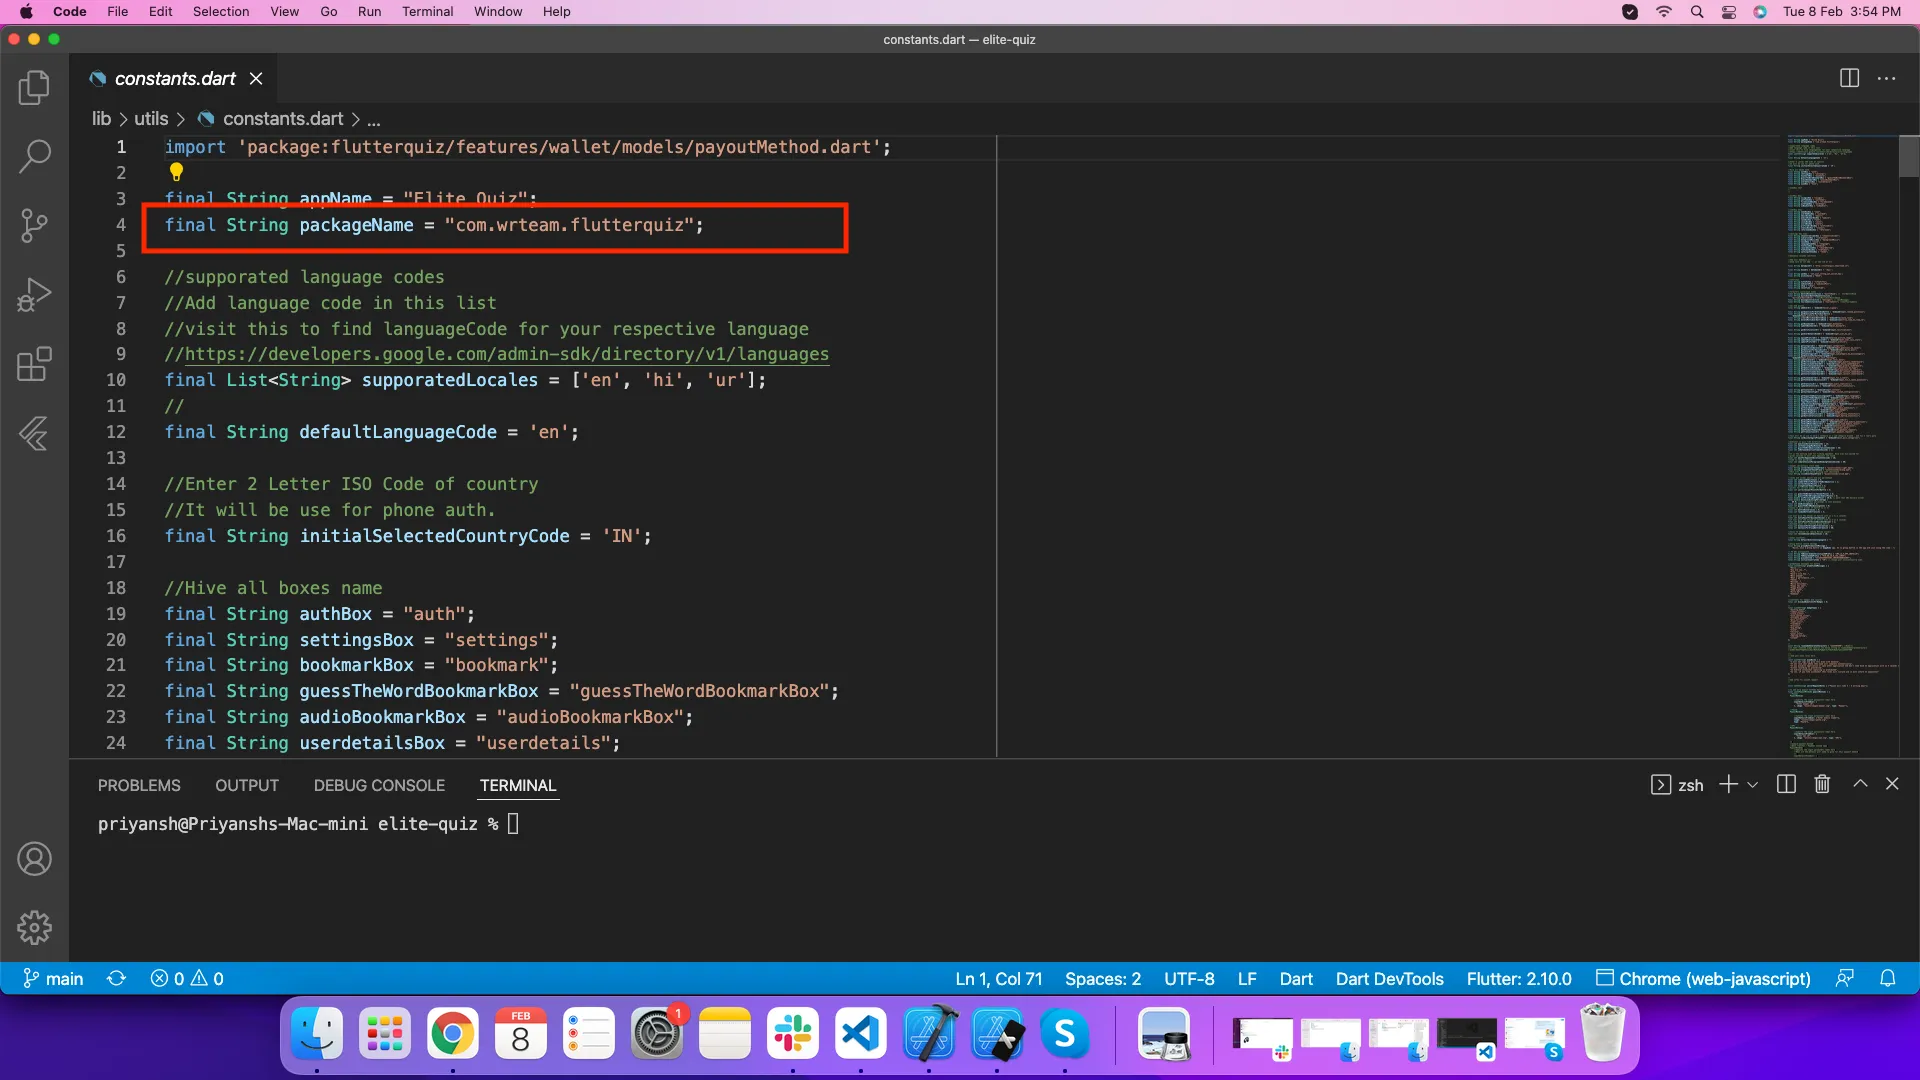 Code File Edit Selection View Go Run Terminal Window Help Tue 8 Feb 3:54 PM
constants.dart — elite-quiz
constants.dart
lib > utils > constants.dart > ...
1 import 'package:flutterquiz/features/wallet/models/payoutMethod.dart';
2
3 final String appName = "Elite Quiz";
4 final String packageName = "com.wrteam.flutterquiz";
5
6 //supporated language codes
7 //Add language code in this list
8 //visit this to find languageCode for your respective language
9 //https://developers.google.com/admin-sdk/directory/v1/languages
10 final List<String> supporatedLocales = ['en', 'hi', 'ur'];
11 //
12 final String defaultLanguageCode = 'en';
13
14 //Enter 2 Letter ISO Code of country
15 //It will be use for phone auth.
16 final String initialSelectedCountryCode = 'IN';
17
18 //Hive all boxes name
19 final String authBox = "auth";
20 final String settingsBox = "settings";
21 final String bookmarkBox = "bookmark";
22 final String guessTheWordBookmarkBox = "guessTheWordBookmarkBox";
23 final String audioBookmarkBox = "audioBookmarkBox";
24 final String userdetailsBox = "userdetails";
PROBLEMS OUTPUT DEBUG CONSOLE TERMINAL zsh
priyansh@Priyanshs-Mac-mini elite-quiz %
main 0 0 Ln 1, Col 71 Spaces: 2 UTF-8 LF Dart Dart DevTools Flutter: 2.10.0 Chrome (web-javascript)
FEB
8
1